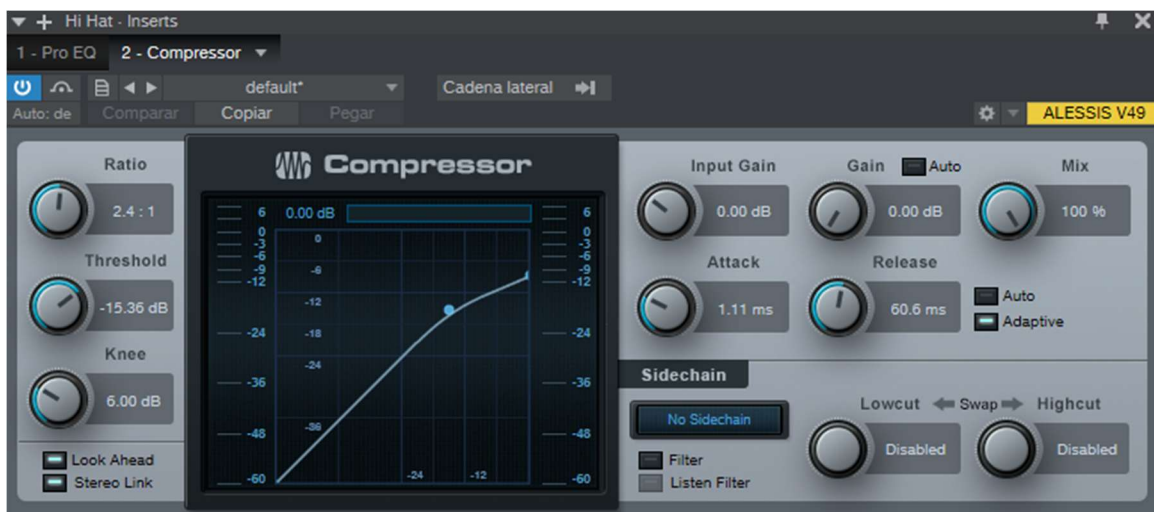 Hi Hat - Inserts
1 - Pro EQ 2 - Compressor
default* Cadena lateral
Auto: de Comparar Copiar Pegar ALESSIS V49
Compressor
Ratio
2.4 : 1
Threshold
-15.36 dB
Knee
6.00 dB
Look Ahead
Stereo Link
6 0.00 dB 6
0 0 0
-3 -3
-6 -6 -6
-9 -9
-12 -12
-12
-18
-24 -24
-24
-36 -36
-36
-48 -48
-24 -12
-60 -60
Input Gain Gain Auto Mix
0.00 dB 0.00 dB 100 %
Attack Release
1.11 ms 60.6 ms Auto
Adaptive
Sidechain
No Sidechain
Filter
Listen Filter
Lowcut Swap Highcut
Disabled Disabled